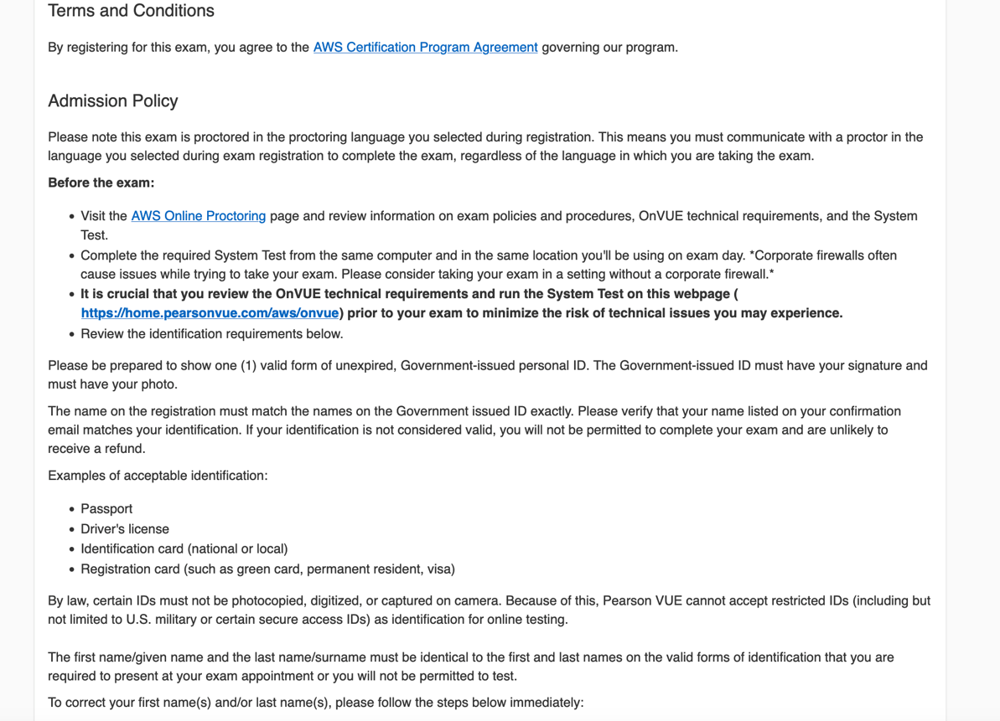 Terms and Conditions
By registering for this exam, you agree to the AWS Certification Program Agreement governing our program.
Admission Policy
Please note this exam is proctored in the proctoring language you selected during registration. This means you must communicate with a proctor in the
language you selected during exam registration to complete the exam, regardless of the language in which you are taking the exam.
Before the exam:
• Visit the AWS Online Proctoring page and review information on exam policies and procedures, OnVUE technical requirements, and the System
Test.
• Complete the required System Test from the same computer and in the same location you'll be using on exam day. *Corporate firewalls often
cause issues while trying to take your exam. Please consider taking your exam in a setting without a corporate firewall.*
• It is crucial that you review the OnVUE technical requirements and run the System Test on this webpage (
https://home.pearsonvue.com/aws/onvue) prior to your exam to minimize the risk of technical issues you may experience.
• Review the identification requirements below.
Please be prepared to show one (1) valid form of unexpired, Government-issued personal ID. The Government-issued ID must have your signature and
must have your photo.
The name on the registration must match the names on the Government issued ID exactly. Please verify that your name listed on your confirmation
email matches your identification. If your identification is not considered valid, you will not be permitted to complete your exam and are unlikely to
receive a refund.
Examples of acceptable identification:
• Passport
• Driver's license
• Identification card (national or local)
• Registration card (such as green card, permanent resident, visa)
By law, certain IDs must not be photocopied, digitized, or captured on camera. Because of this, Pearson VUE cannot accept restricted IDs (including but
not limited to U.S. military or certain secure access IDs) as identification for online testing.
The first name/given name and the last name/surname must be identical to the first and last names on the valid forms of identification that you are
required to present at your exam appointment or you will not be permitted to test.
To correct your first name(s) and/or last name(s), please follow the steps below immediately: